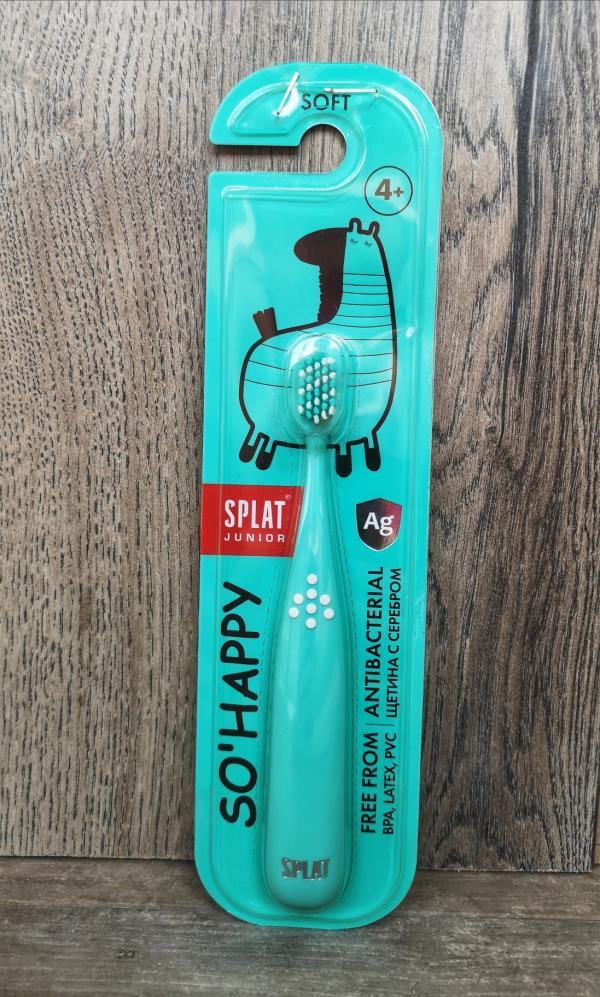 SOFT
4+
SPLAT
JUNIOR
Ag
SO'HAPPY
FREE FROM
BPA, LATEX, PVC
ANTIBACTERIAL
ЩЕТИНА С СЕРЕБРОМ
SPLAT